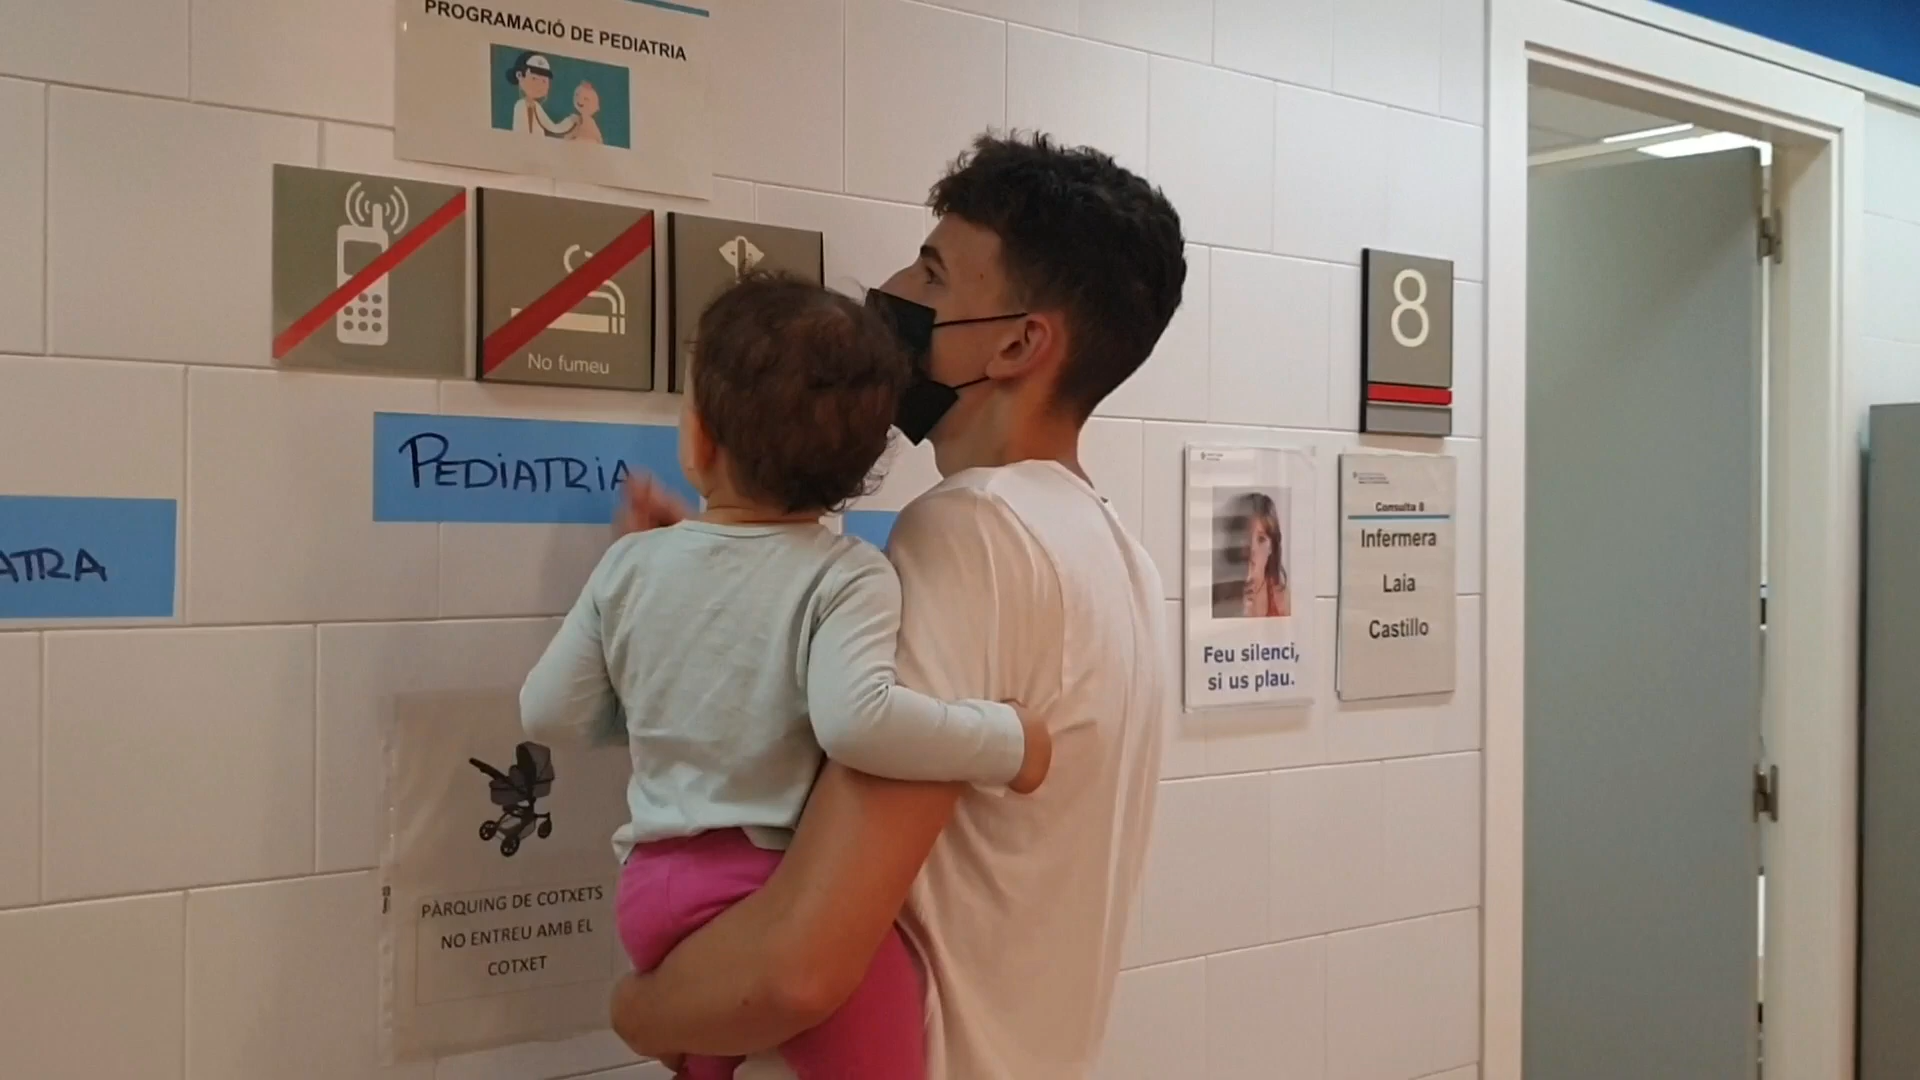 PROGRAMACIÓ DE PEDIATRIA
No fumeu
PEDIATRIA
ATRA
PÀRQUING DE COTXETS
NO ENTREU AMB EL
COTXET
8
Feu silenci,
si us plau.
Consulta 8
Infermera
Laia
Castillo